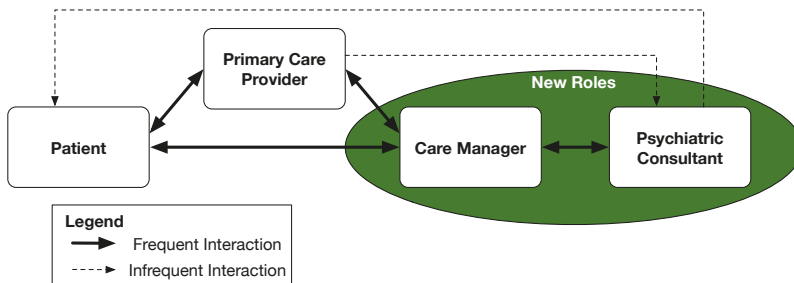 Primary Care
Provider
New Roles
Patient
Care Manager
Psychiatric
Consultant
Legend
Frequent Interaction
Infrequent Interaction